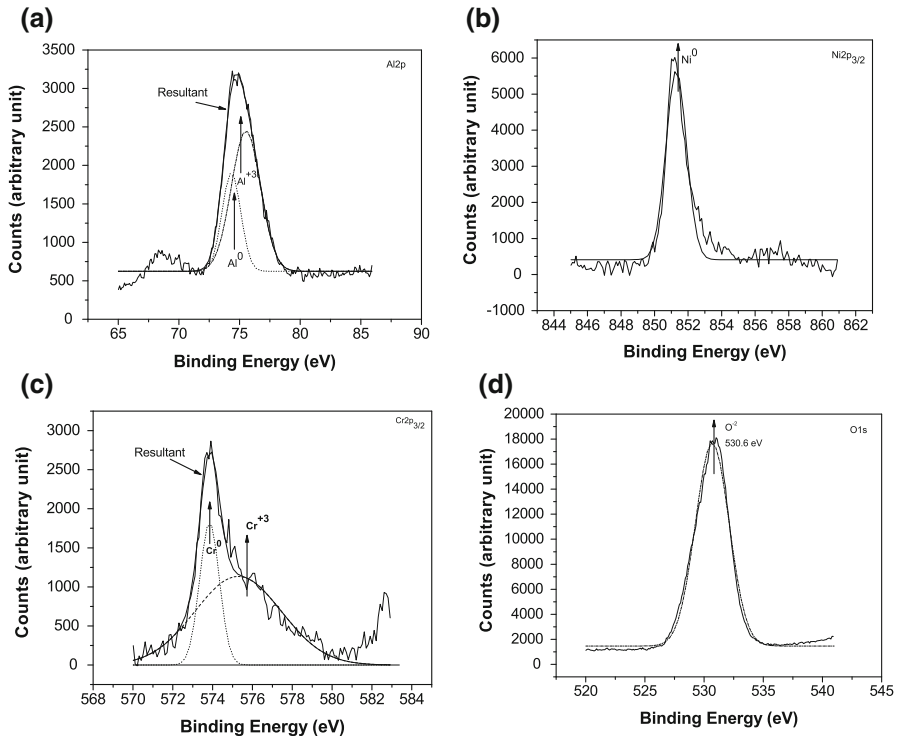 (a)
Al2p
Resultant
Al+3
Al0
3500
3000
2500
2000
1500
1000
500
0
65 70 75 80 85 90
Counts (arbitrary unit)
Binding Energy (eV)
(b)
Ni2p3/2
Ni0
6000
5000
4000
3000
2000
1000
0
-1000
844 846 848 850 852 854 856 858 860 862
Counts (arbitrary unit)
Binding Energy (eV)
(c)
Cr2p3/2
Resultant
Cr+3
Cr0
3000
2500
2000
1500
1000
500
0
568 570 572 574 576 578 580 582 584
Counts (arbitrary unit)
Binding Energy (eV)
(d)
O-2
530.6 eV
O1s
20000
18000
16000
14000
12000
10000
8000
6000
4000
2000
0
520 525 530 535 540 545
Counts (arbitrary unit)
Binding Energy (eV)